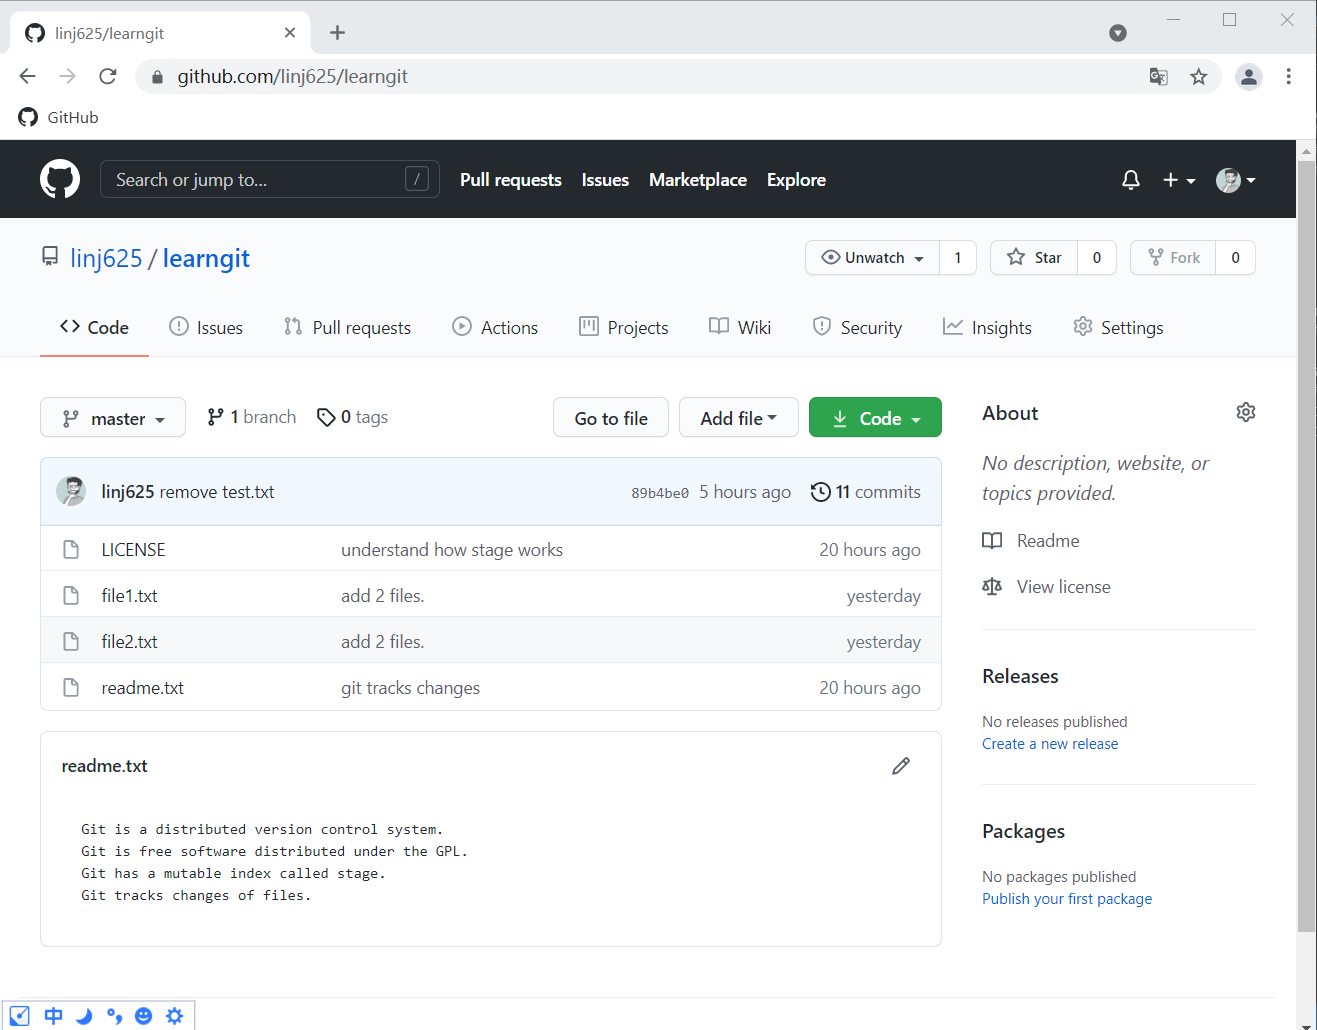 linj625/learngit
github.com/linj625/learngit
GitHub
Search or jump to... /
Pull requests Issues Marketplace Explore
linj625 / learngit
Unwatch 1 Star 0 Fork 0
Code Issues Pull requests Actions Projects Wiki Security Insights Settings
master 1 branch 0 tags Go to file Add file Code
linj625 remove test.txt 89b4be0 5 hours ago 11 commits
LICENSE understand how stage works 20 hours ago
file1.txt add 2 files. yesterday
file2.txt add 2 files. yesterday
readme.txt git tracks changes 20 hours ago
readme.txt
Git is a distributed version control system.
Git is free software distributed under the GPL.
Git has a mutable index called stage.
Git tracks changes of files.
About
No description, website, or
topics provided.
Readme
View license
Releases
No releases published
Create a new release
Packages
No packages published
Publish your first package
中